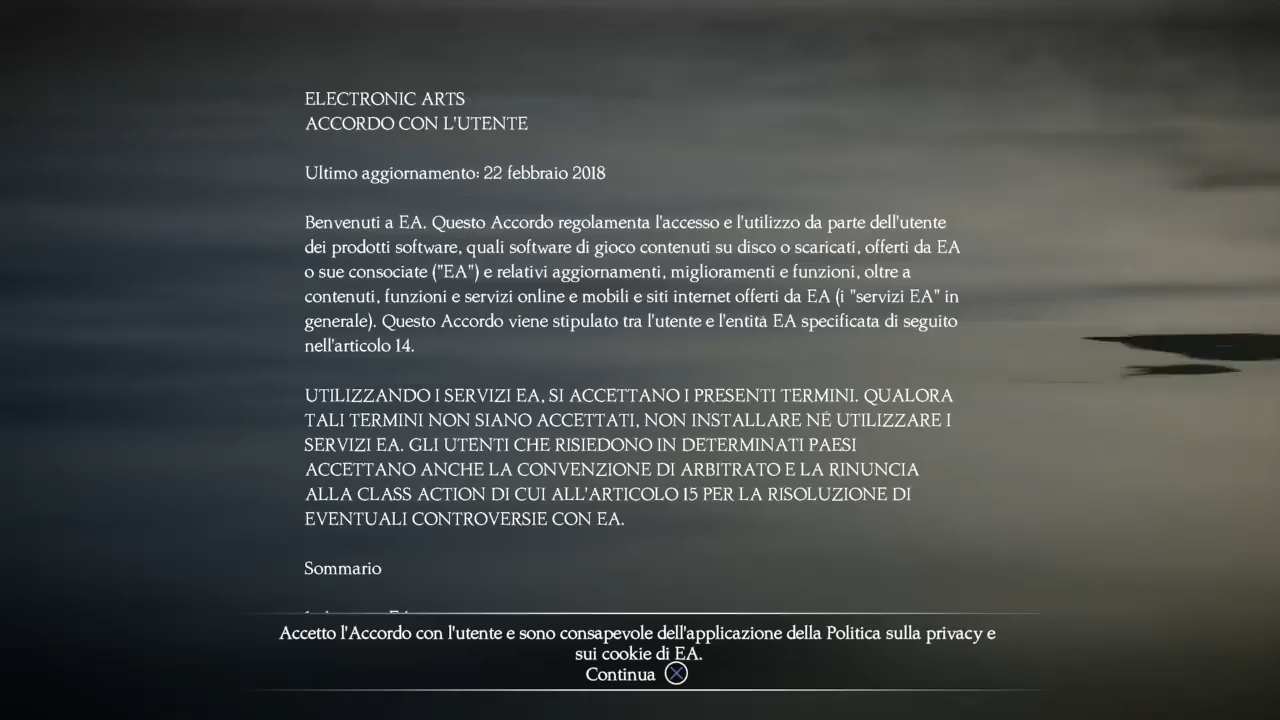 ELECTRONIC ARTS
ACCORDO CON L'UTENTE
Ultimo aggiornamento: 22 febbraio 2018
Benvenuti a EA. Questo Accordo regolamenta l'accesso e l'utilizzo da parte dell'utente
dei prodotti software, quali software di gioco contenuti su disco o scaricati, offerti da EA
o sue consociate ("EA") e relativi aggiornamenti, miglioramenti e funzioni, oltre a
contenuti, funzioni e servizi online e mobili e siti internet offerti da EA (i "servizi EA" in
generale). Questo Accordo viene stipulato tra l'utente e l'entità EA specificata di seguito
nell'articolo 14.
UTILIZZANDO I SERVIZI EA, SI ACCETTANO I PRESENTI TERMINI. QUALORA
TALI TERMINI NON SIANO ACCETTATI, NON INSTALLARE NÉ UTILIZZARE I
SERVIZI EA. GLI UTENTI CHE RISIEDONO IN DETERMINATI PAESI
ACCETTANO ANCHE LA CONVENZIONE DI ARBITRATO E LA RINUNCIA
ALLA CLASS ACTION DI CUI ALL'ARTICOLO 15 PER LA RISOLUZIONE DI
EVENTUALI CONTROVERSIE CON EA.
Sommario
Accetto l'Accordo con l'utente e sono consapevole dell'applicazione della Politica sulla privacy e
sui cookie di EA.
Continua